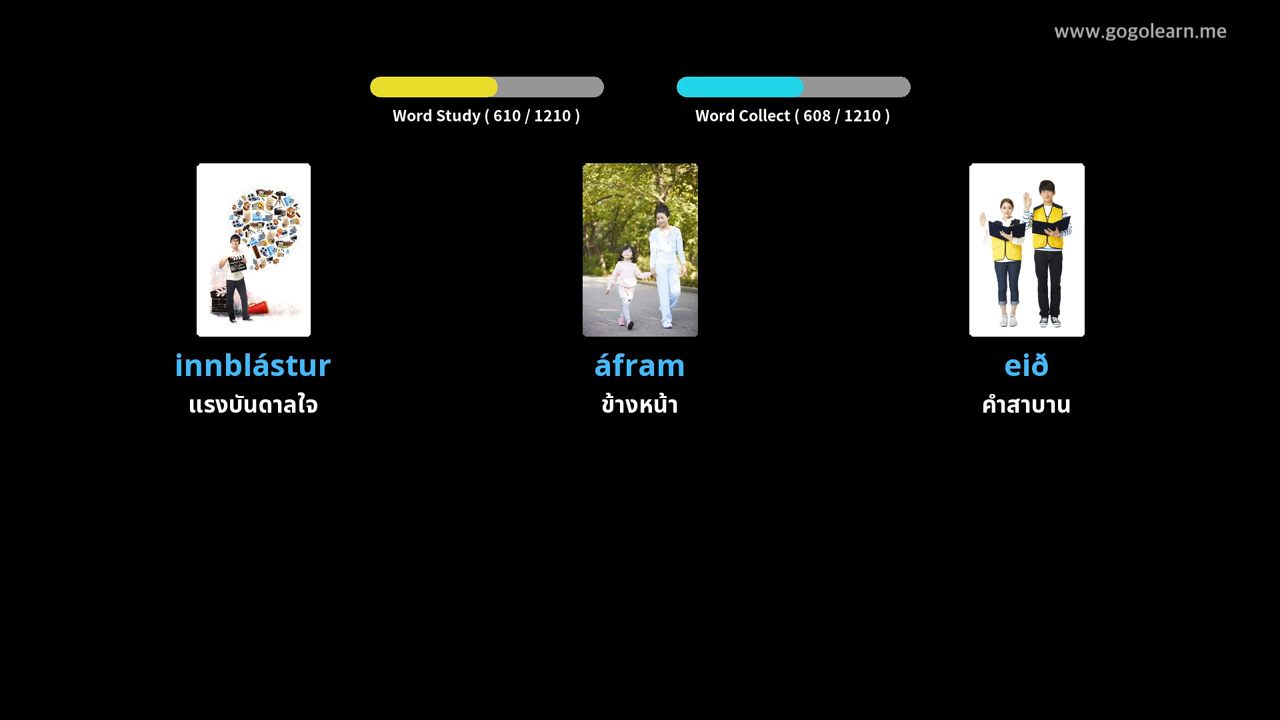 www.gogolearn.me
Word Study ( 610 / 1210 )
Word Collect ( 608 / 1210 )
innblástur
แรงบันดาลใจ
áfram
ข้างหน้า
eið
คำสาบาน